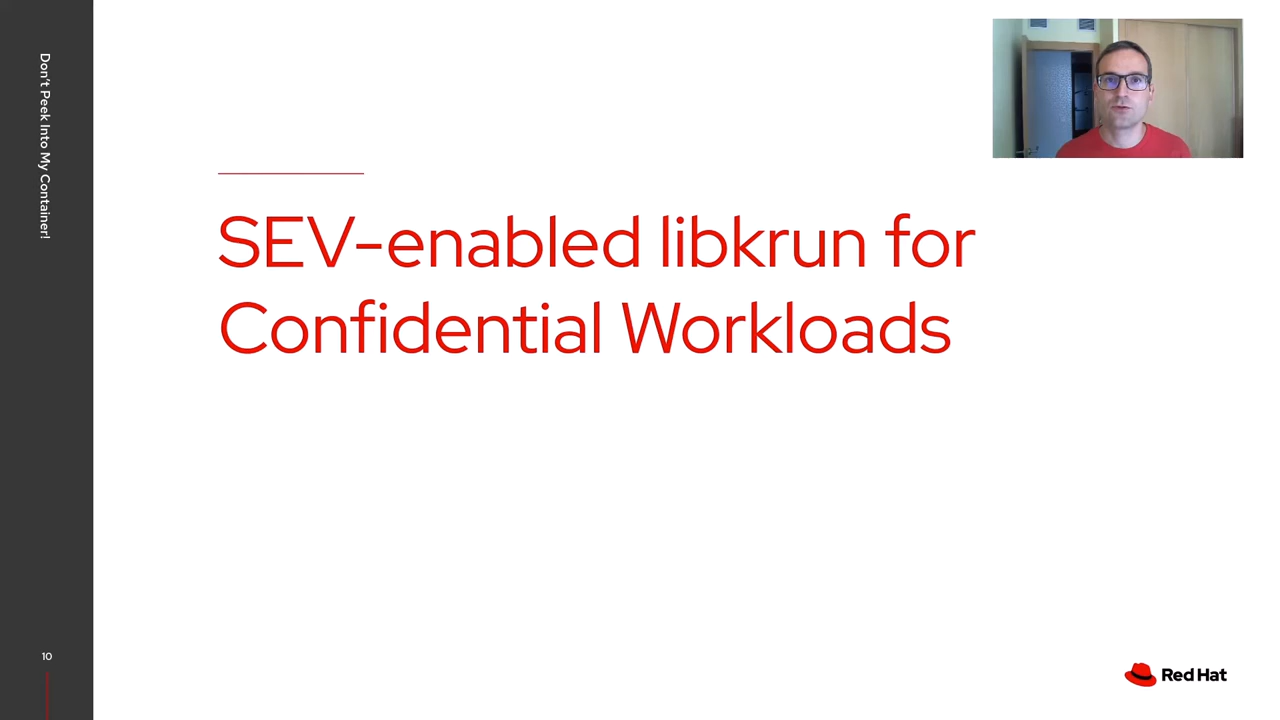 Don't Peek Into My Container!
SEV-enabled libkrun for
Confidential Workloads
10
Red Hat